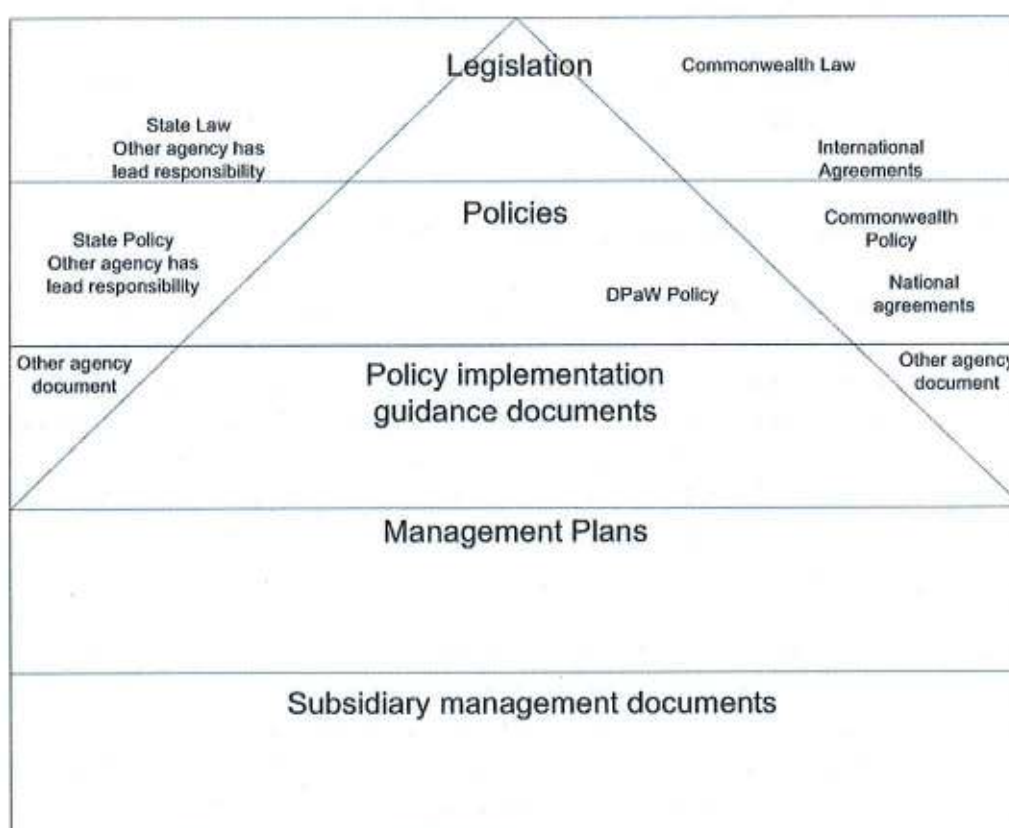 Legislation
Commonwealth Law
State Law
Other agency has
lead responsibility
International
Agreements
Policies
State Policy
Other agency has
lead responsibility
Commonwealth
Policy
DPaW Policy
National
agreements
Other agency
document
Policy implementation
guidance documents
Other agency
document
Management Plans
Subsidiary management documents